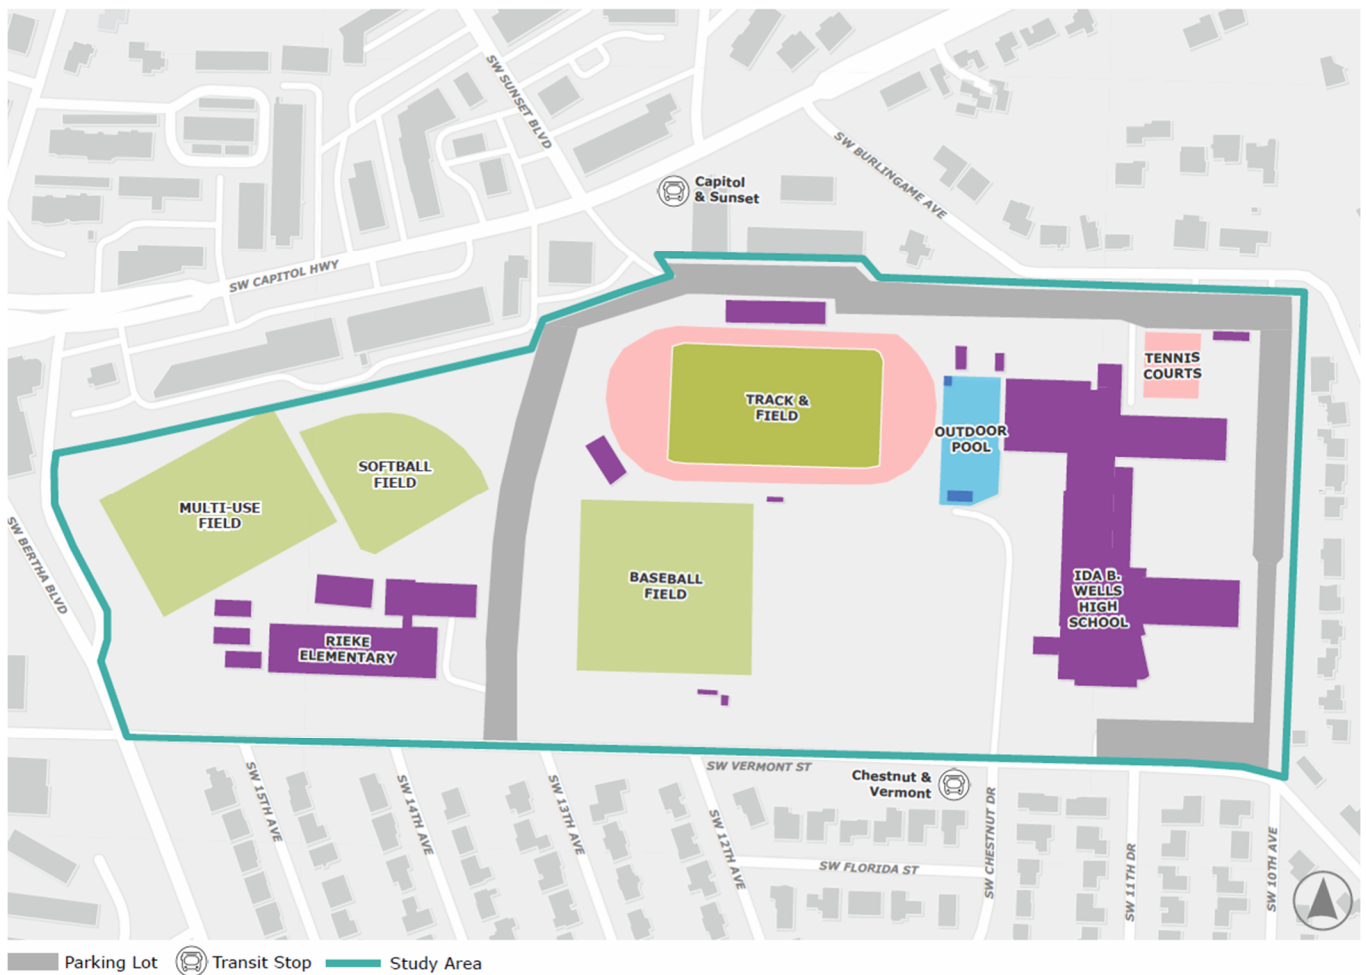 SW SUNSET BLVD
SW BURLINGAME AVE
Capitol
& Sunset
SW CAPITOL HWY
TENNIS
COURTS
TRACK &
FIELD
OUTDOOR
POOL
SOFTBALL
FIELD
MULTI-USE
FIELD
SW BERTHA BLVD
BASEBALL
FIELD
IDA B.
WELLS
HIGH
SCHOOL
RIEKE
ELEMENTARY
SW VERMONT ST
Chestnut &
Vermont
SW 15TH AVE
SW 14TH AVE
SW 13TH AVE
SW 12TH AVE
SW FLORIDA ST
SW CHESTNUT DR
SW 11TH DR
SW 10TH AVE
Parking Lot
Transit Stop
Study Area